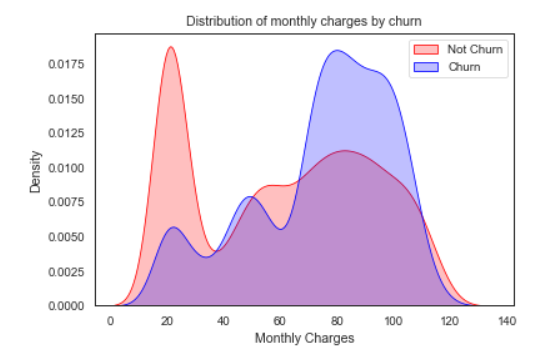 Distribution of monthly charges by churn
Not Churn
Churn
0.0175
0.0150
0.0125
0.0100
0.0075
0.0050
0.0025
0.0000
Density
0 20 40 60 80 100 120 140
Monthly Charges